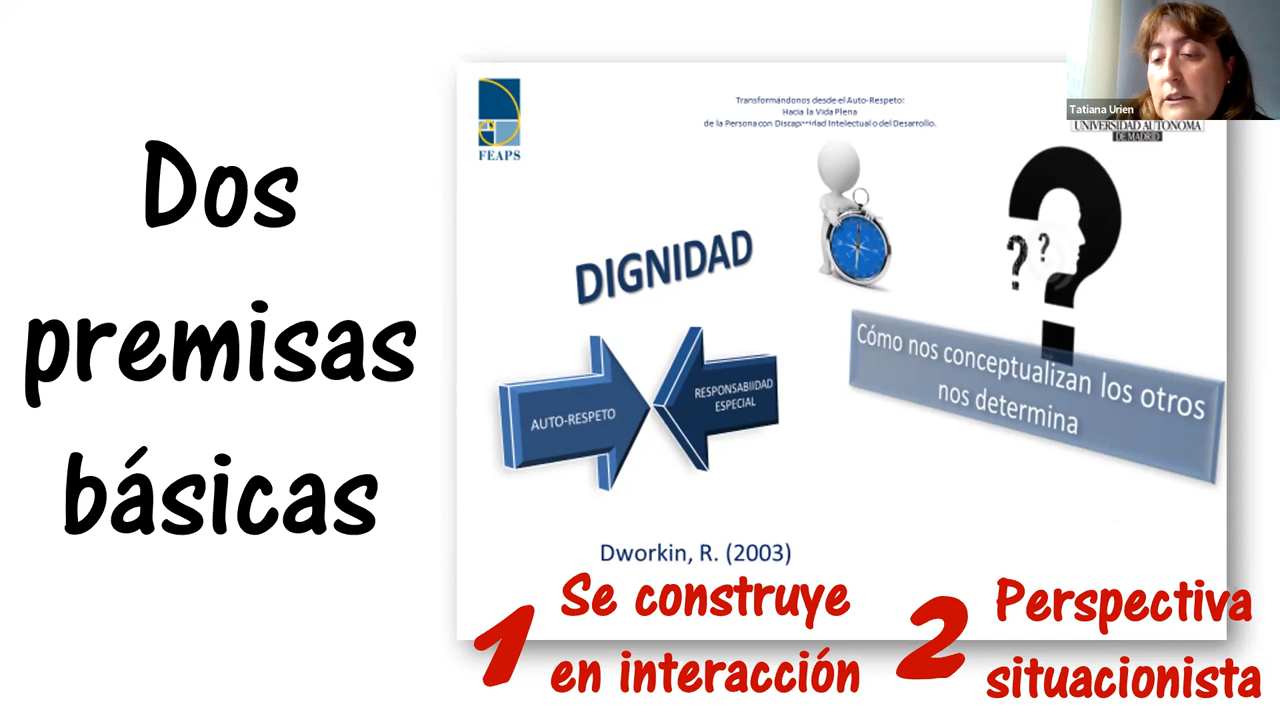 Dos
premisas
básicas
FEAPS
Transformándonos desde el Auto-Respeto:
Hacia la Vida Plena
de la Persona con Discapacidad Intelectual o del Desarrollo.
Tatiana Urien
UNIVERSIDAD AUTONOMA
DE MADRID
DIGNIDAD
AUTO-RESPETO
RESPONSABIIDAD
ESPECIAL
Cómo nos conceptualizan los otros
nos determina
Dworkin, R. (2003)
1 Se construye
en interacción
2 Perspectiva
situacionista